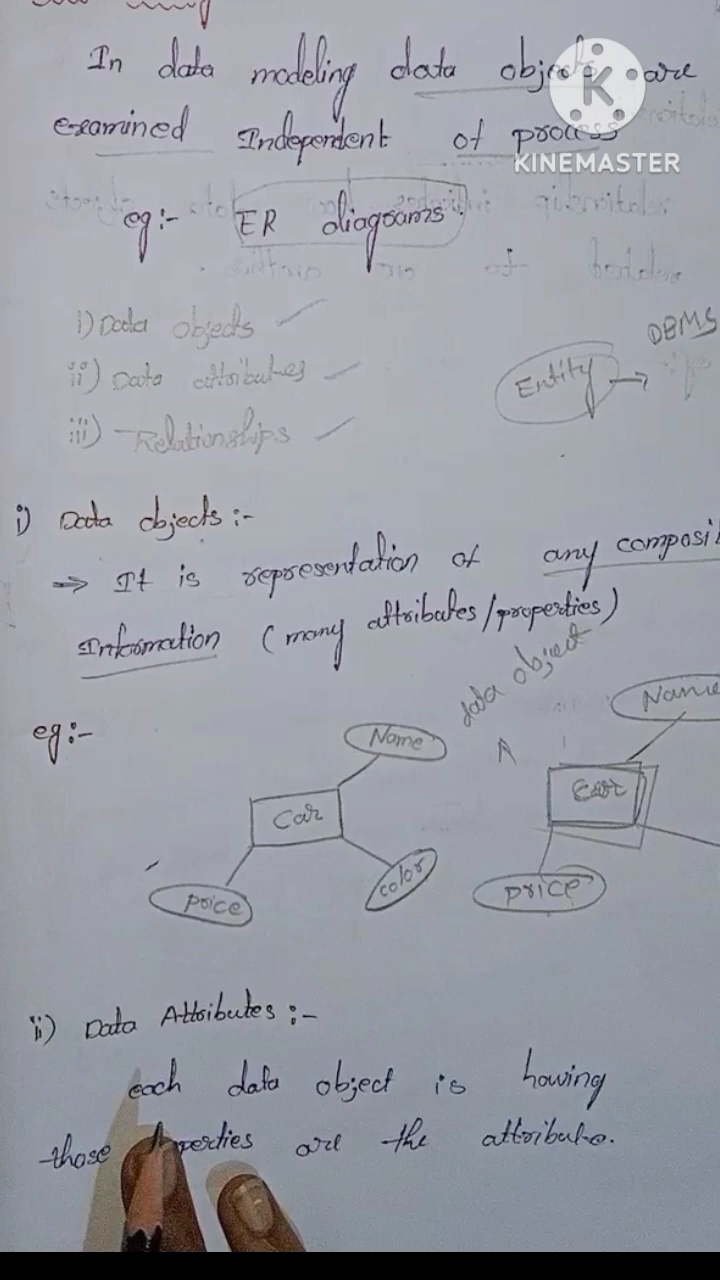 In data modeling data objects are
K
KINEMASTER
examined Independent of process
eg:- ER diagrams
i) Data objects
ii) Data attributes
iii) Relationships
DBMS
Entity
i) Data objects:-
⇒ It is representation of any composi
Information (many attributes/properties)
data object
eg:-
Name
Name
Car
Car
Price
color
Price
ii) Data Attributes:-
each data object is having
those are the attribute.